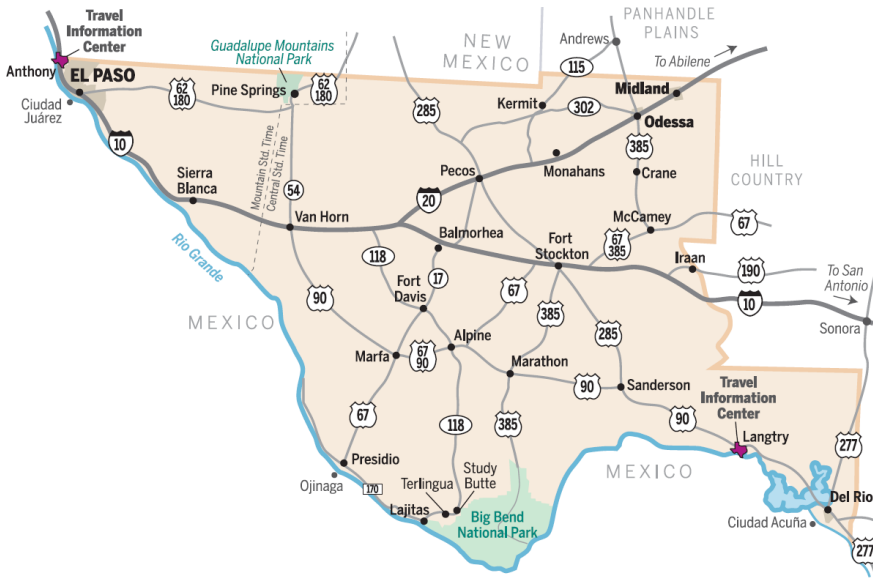 Travel
Information
Center
Anthony
EL PASO
Ciudad
Juárez
62
180
10
Guadalupe Mountains
National Park
Pine Springs
62
180
NEW
MEXICO
285
PANHANDLE
PLAINS
Andrews
To Abilene
115
Kermit
302
Midland
Odessa
385
Monahans
Crane
Pecos
20
HILL
COUNTRY
McCamey
67
67
385
Sierra
Blanca
Mountain Std. Time
Central Std. Time
54
Van Horn
Balmorhea
Fort
Stockton
Iraan
190
To San
Antonio
10
Sonora
Rio Grande
118
17
Fort
Davis
90
67
385
285
MEXICO
Alpine
Marfa
67
90
Marathon
90
Sanderson
Travel
Information
Center
90
Langtry
67
118
385
277
Presidio
Ojinaga
170
Study
Butte
Terlingua
Lajitas
Big Bend
National Park
MEXICO
Del Rio
Ciudad Acuña
277